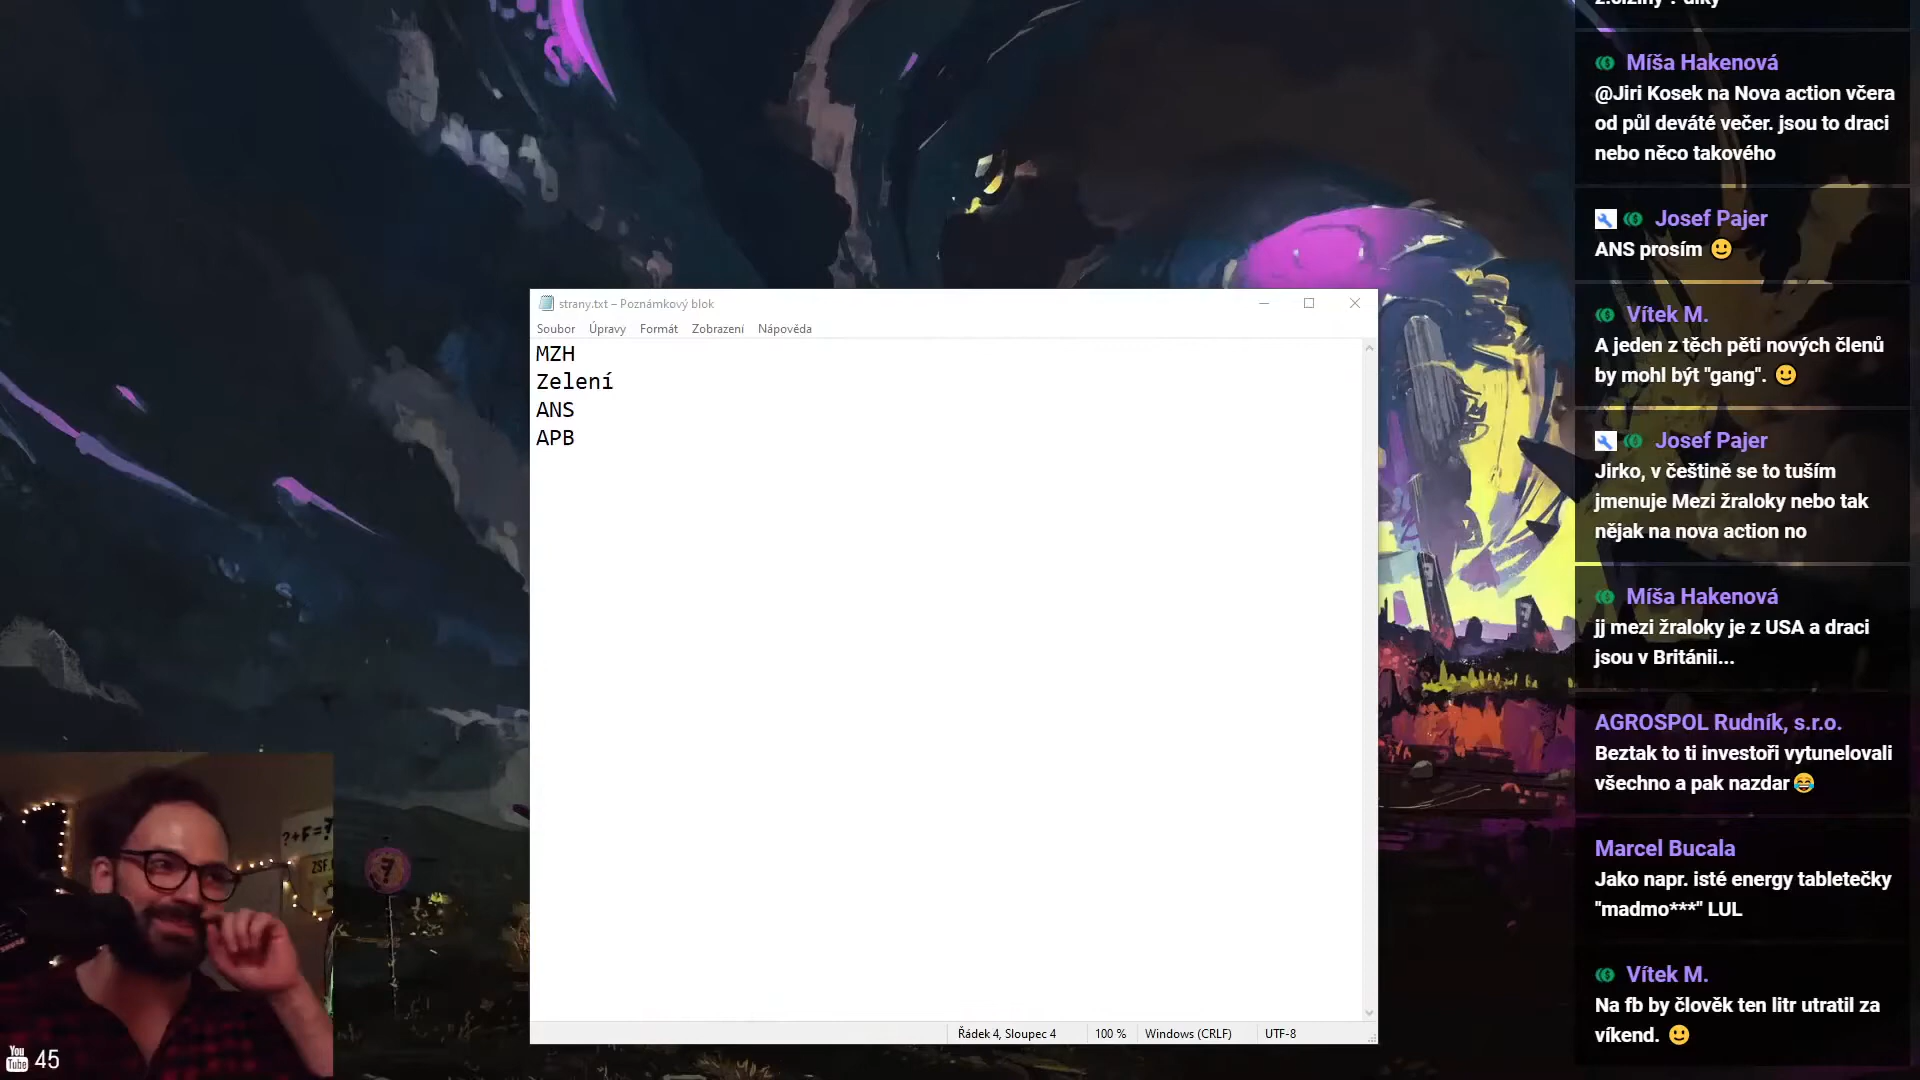 strany.txt – Poznámkový blok
Soubor Úpravy Formát Zobrazení Nápověda
MZH
Zelení
ANS
APB
Řádek 4, Sloupec 4 100 % Windows (CRLF) UTF-8
Míša Hakenová
@Jiri Kosek na Nova action včera
od půl deváté večer. jsou to draci
nebo něco takového
Josef Pajer
ANS prosím 🙂
Vítek M.
A jeden z těch pěti nových členů
by mohl být "gang". 🙂
Josef Pajer
Jirko, v češtině se to tuším
jmenuje Mezi žraloky nebo tak
nějak na nova action no
Míša Hakenová
jj mezi žraloky je z USA a draci
jsou v Británii...
AGROSPOL Rudník, s.r.o.
Beztak to ti investoři vytunelovali
všechno a pak nazdar😂
Marcel Bucala
Jako napr. isté energy tabletečky
"madmo***" LUL
Vítek M.
Na fb by člověk ten litr utratil za
víkend. 🙂
?+F=?
ZSF
?
You
Tube 45